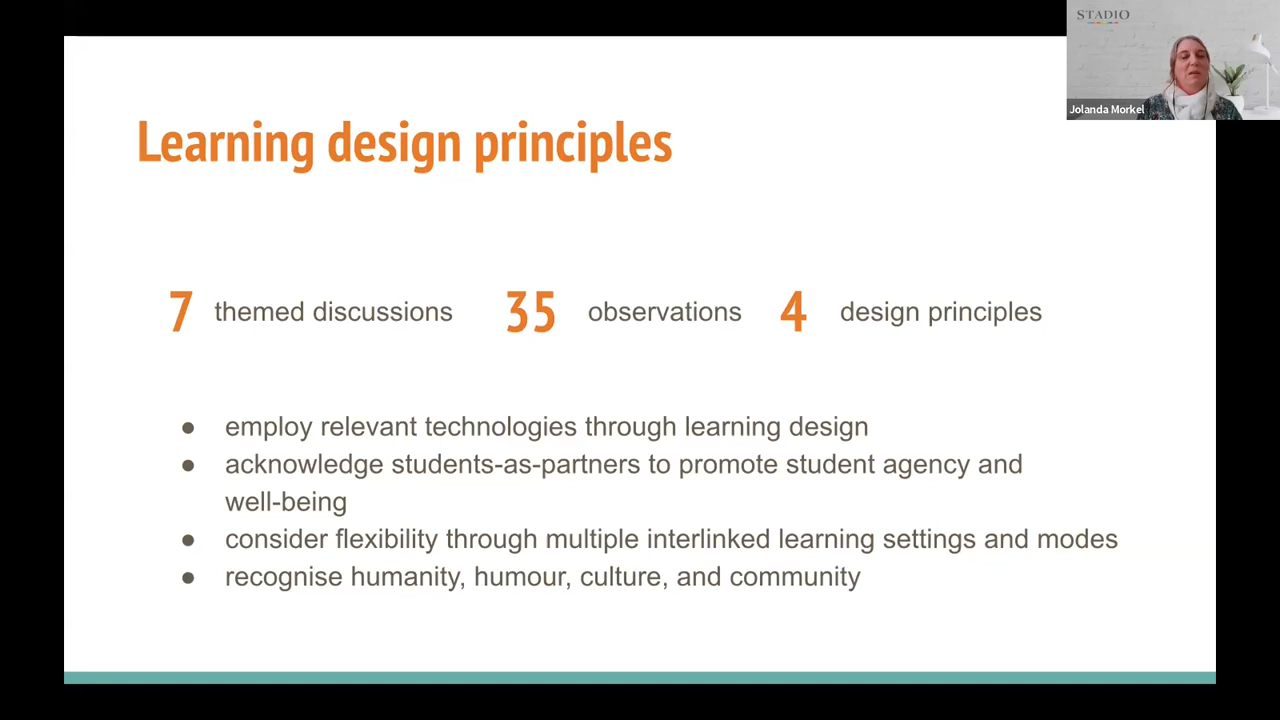 STADIO
Jolanda Morkel
Learning design principles
7 themed discussions 35 observations 4 design principles
● employ relevant technologies through learning design
● acknowledge students-as-partners to promote student agency and
well-being
● consider flexibility through multiple interlinked learning settings and modes
● recognise humanity, humour, culture, and community